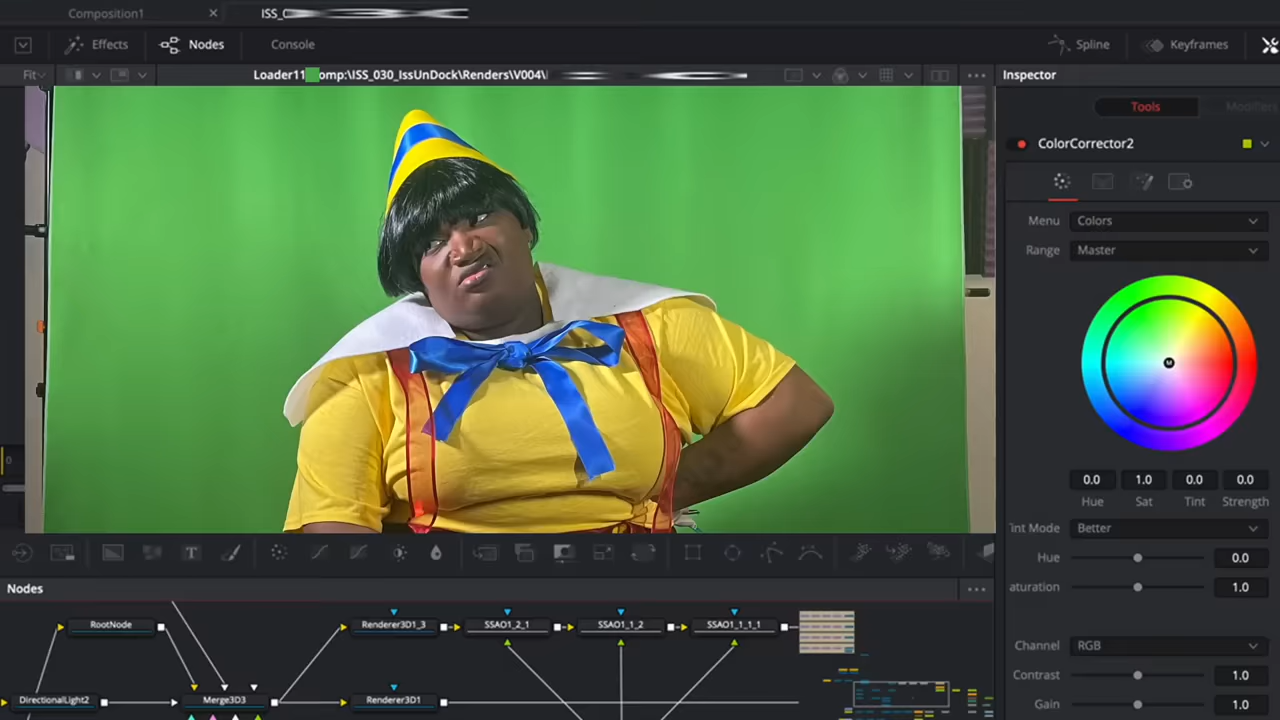 Composition1
ISS_0
Effects
Nodes
Console
Spline
Keyframes
Fit
Loader11 omp:\ISS_030_IssUnDock\Renders\V004\
Inspector
Tools
Modifiers
ColorCorrector2
Menu
Colors
Range
Master
M
0.0
1.0
0.0
0.0
Hue
Sat
Tint
Strength
int Mode
Better
Hue
0.0
aturation
1.0
Channel
RGB
Contrast
1.0
Gain
1.0
0
T
Nodes
RootNode
Renderer3D1_3
SSAO1_2_1
SSAO1_1_2
SSAO1_1_1_1
DirectionalLight2
Merge3D3
Renderer3D1